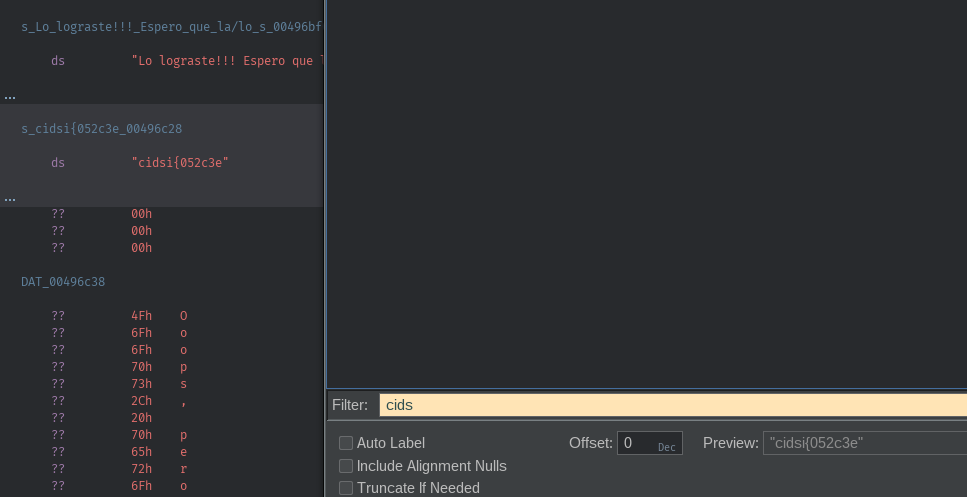 s_Lo_lograste!!!_Espero_que_la/lo_s_00496bf
ds "Lo lograste!!! Espero que l
...
s_cidsi{052c3e_00496c28
ds "cidsi{052c3e"
...
?? 00h
?? 00h
?? 00h
DAT_00496c38
?? 4Fh O
?? 6Fh o
?? 6Fh o
?? 70h p
?? 73h s
?? 2Ch ,
?? 20h
?? 70h p
?? 65h e
?? 72h r
?? 6Fh o
Filter: cids
Auto Label Offset: 0 Dec Preview: "cidsi{052c3e"
Include Alignment Nulls
Truncate If Needed